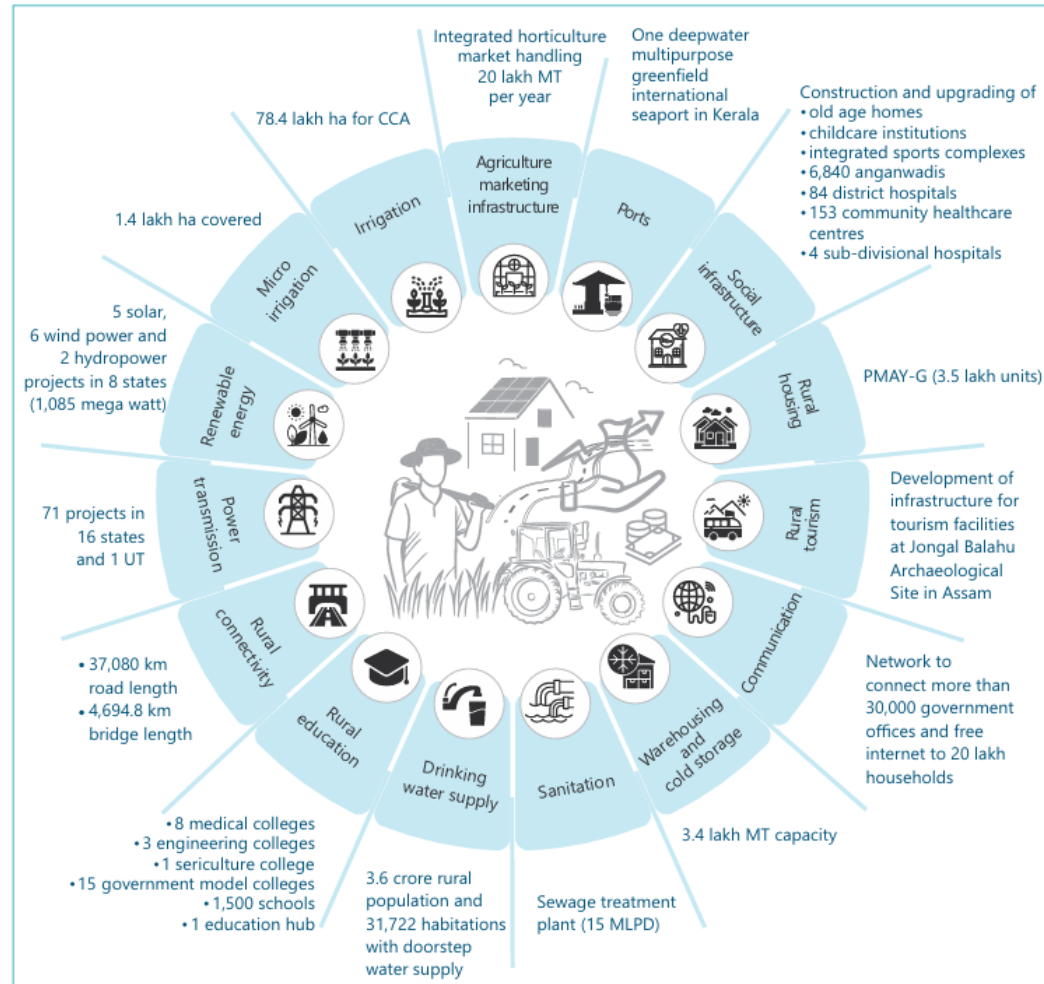 Integrated horticulture
market handling
20 lakh MT
per year
Agriculture
marketing
infrastructure
One deepwater
multipurpose
greenfield
international
seaport in Kerala
Ports
Construction and upgrading of
• old age homes
• childcare institutions
• integrated sports complexes
• 6,840 anganwadis
• 84 district hospitals
• 153 community healthcare
centres
• 4 sub-divisional hospitals
Social
infrastructure
PMAY-G (3.5 lakh units)
Rural
housing
Development of
infrastructure for
tourism facilities
at Jongal Balahu
Archaeological
Site in Assam
Rural
tourism
Network to
connect more than
30,000 government
offices and free
internet to 20 lakh
households
Communication
3.4 lakh MT capacity
Warehousing
and
cold storage
Sewage treatment
plant (15 MLPD)
Sanitation
3.6 crore rural
population and
31,722 habitations
with doorstep
water supply
Drinking
water supply
• 8 medical colleges
• 3 engineering colleges
• 1 sericulture college
• 15 government model colleges
• 1,500 schools
• 1 education hub
Rural
education
• 37,080 km
road length
• 4,694.8 km
bridge length
Rural
connectivity
71 projects in
16 states
and 1 UT
Power
transmission
5 solar,
6 wind power and
2 hydropower
projects in 8 states
(1,085 mega watt)
Renewable
energy
1.4 lakh ha covered
Micro
irrigation
78.4 lakh ha for CCA
Irrigation